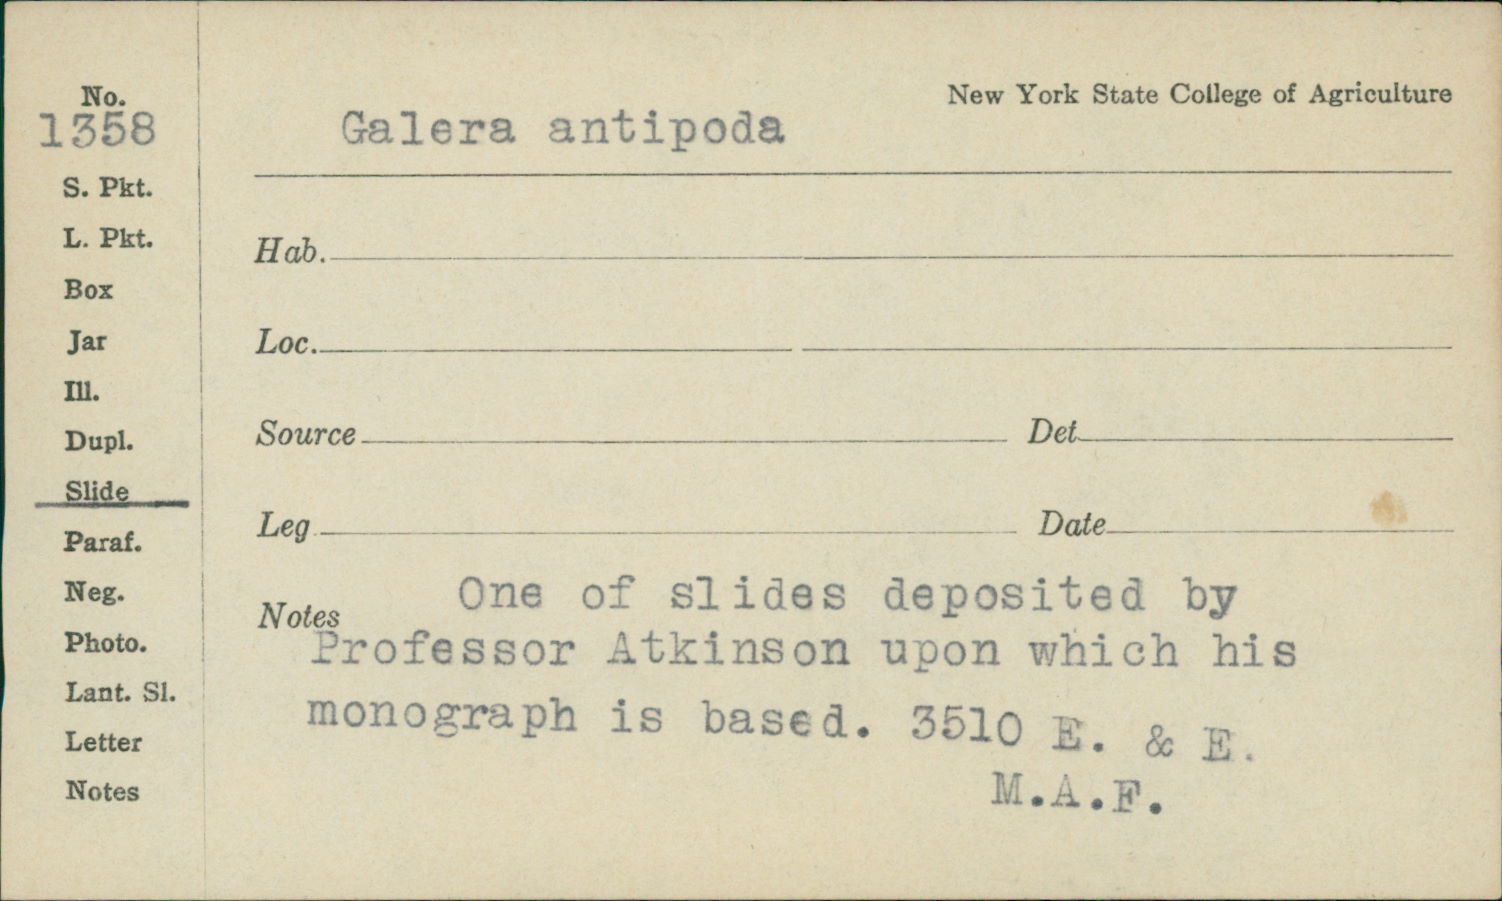 New York State College of Agriculture
No.
1358
Galera antipoda
S. Pkt.
L. Pkt.
Box
Jar
Ill.
Dupl.
Slide
Paraf.
Neg.
Photo.
Lant. Sl.
Letter
Notes
Hab.
Loc.
Source Det.
Leg Date
Notes One of slides deposited by
Professor Atkinson upon which his
monograph is based. 3510 E. & E.
M.A.F.